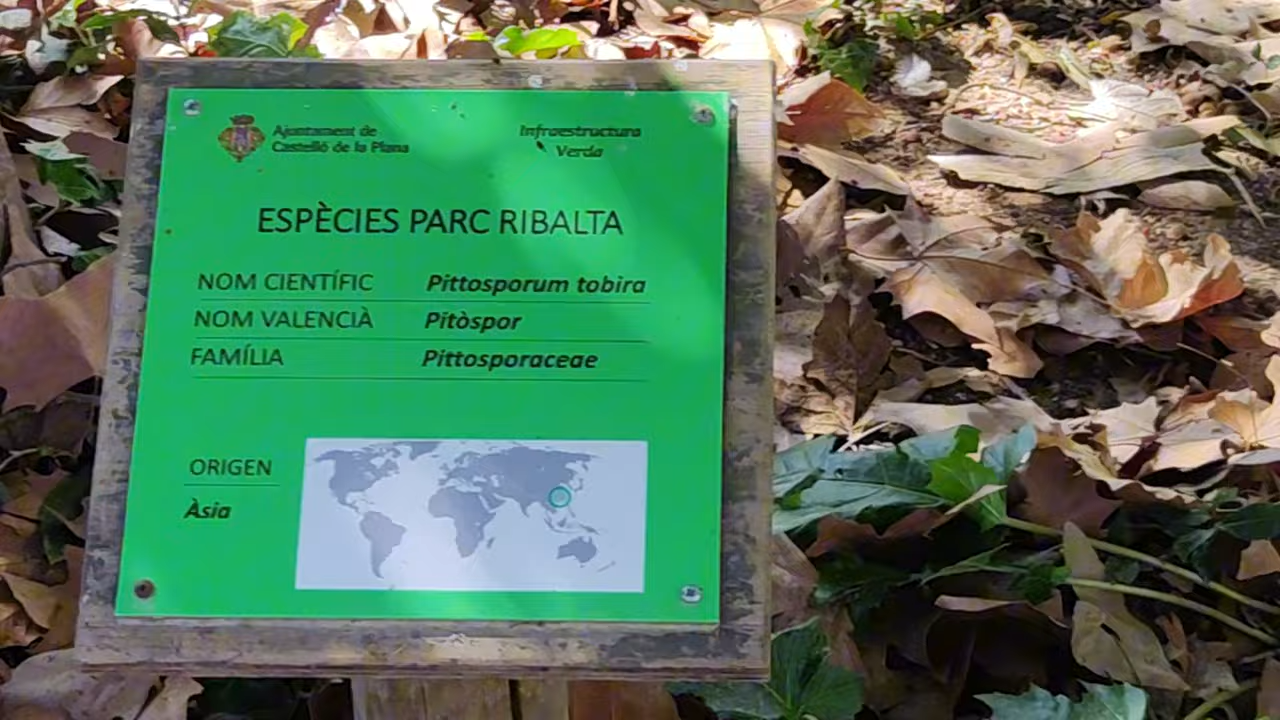 Ajuntament de
Castelló de la Plana
Infraestructura
Verda
ESPÈCIES PARC RIBALTA
NOM CIENTÍFIC Pittosporum tobira
NOM VALENCIÀ Pitòspor
FAMÍLIA Pittosporaceae
ORIGEN
Àsia